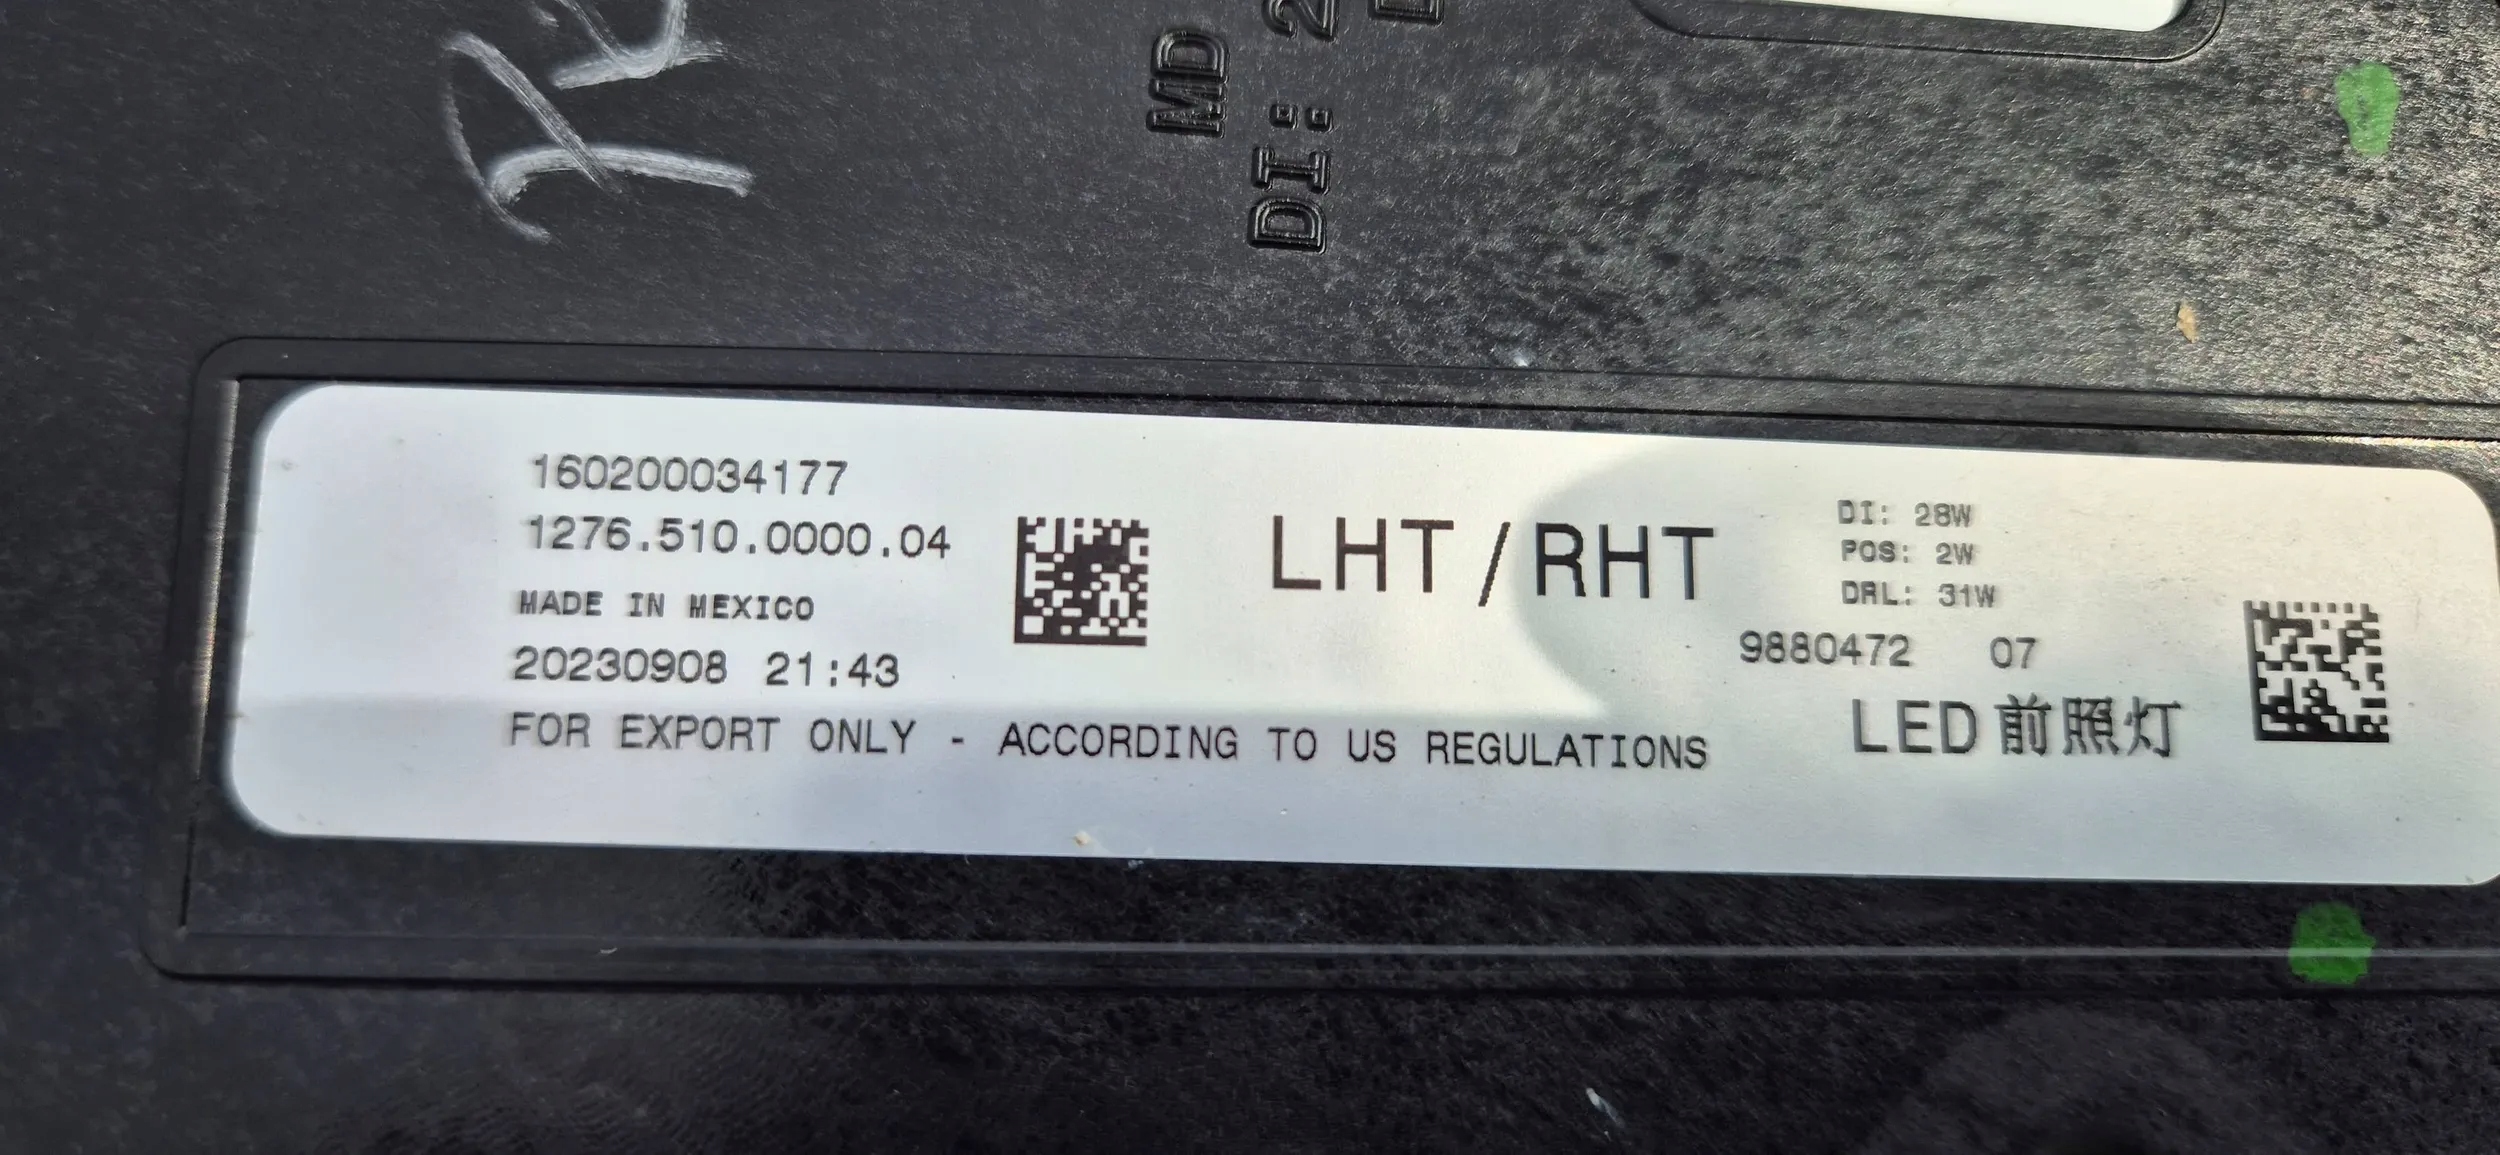 MD
DI: 2
160200034177
1276.510.0000.04
MADE IN MEXICO
20230908 21:43
FOR EXPORT ONLY - ACCORDING TO US REGULATIONS
LHT/RHT
DI: 28W
POS: 2W
DRL: 31W
9880472 07
LED前照灯